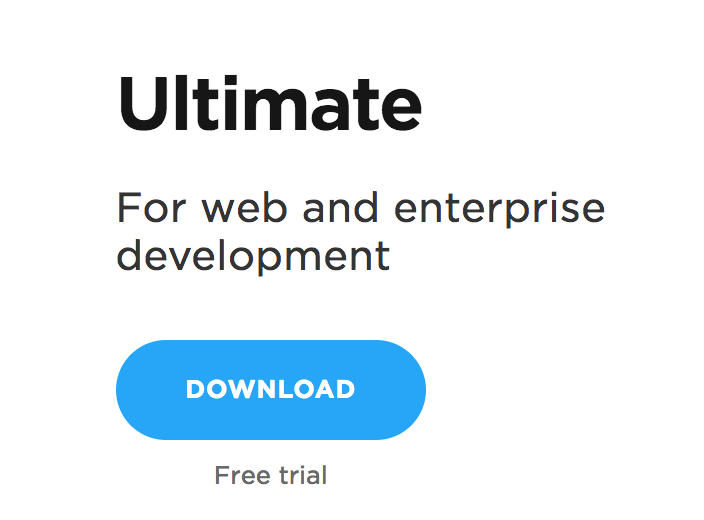 Ultimate
For web and enterprise
development
DOWNLOAD
Free trial